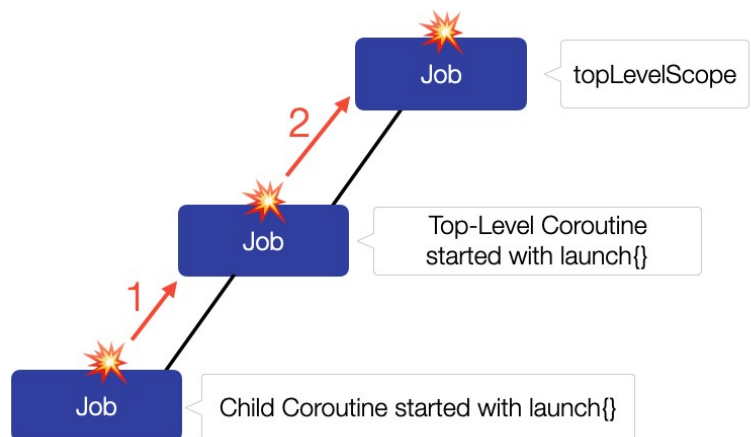 Job
topLevelScope
2
Job
Top-Level Coroutine
started with launch{}
1
Job
Child Coroutine started with launch{}